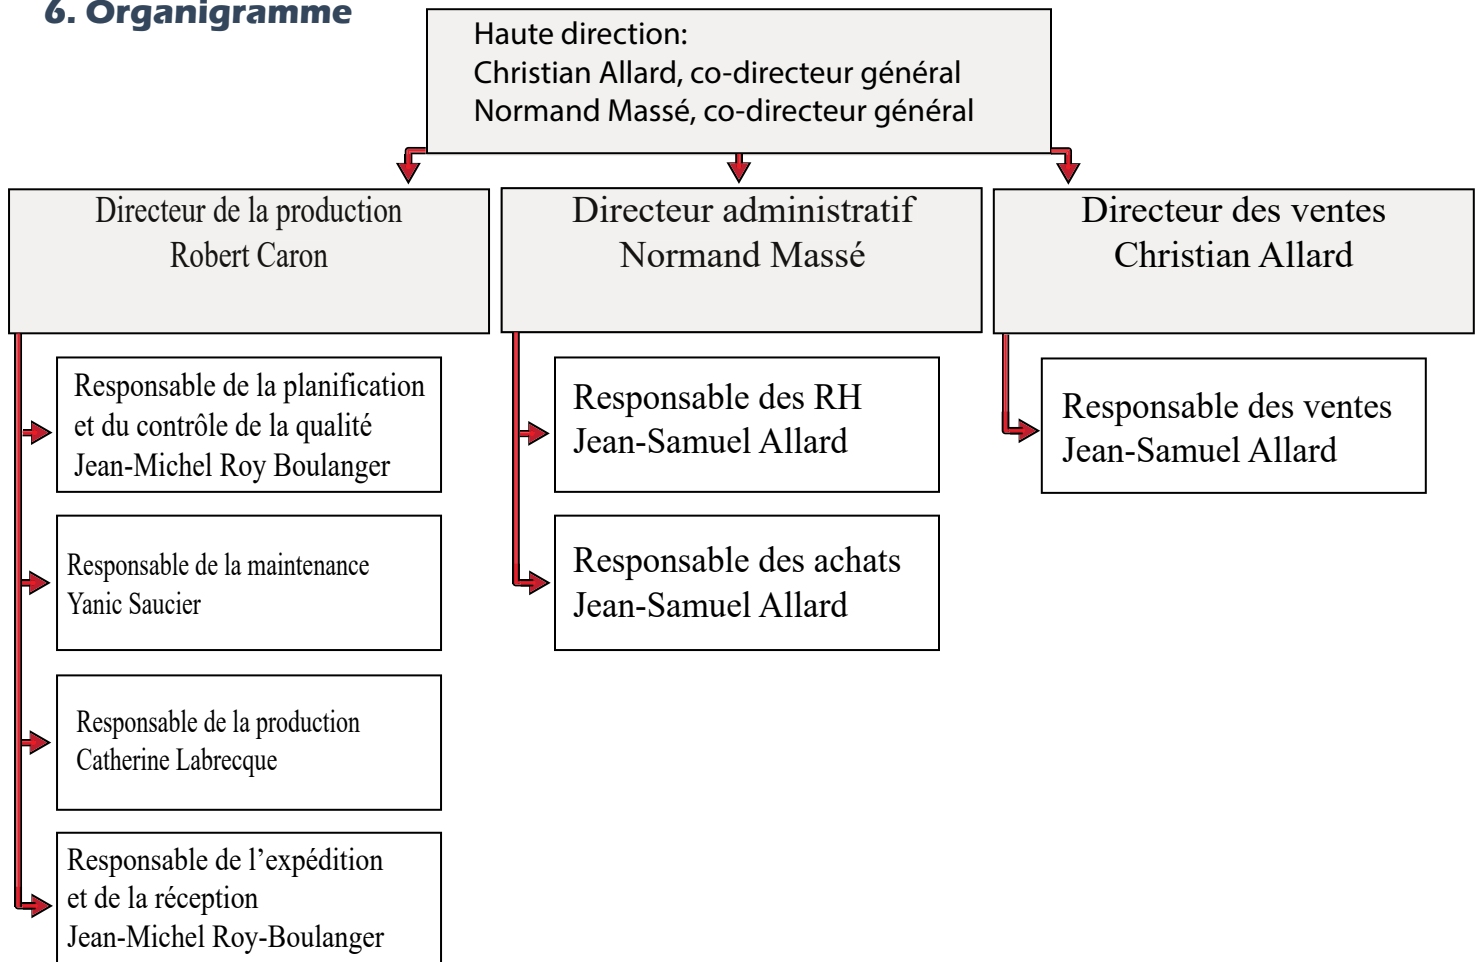 6. Organigramme
Haute direction:
Christian Allard, co-directeur général
Normand Massé, co-directeur général
Directeur de la production
Robert Caron
Directeur administratif
Normand Massé
Directeur des ventes
Christian Allard
Responsable de la planification
et du contrôle de la qualité
Jean-Michel Roy Boulanger
Responsable de la maintenance
Yanic Saucier
Responsable de la production
Catherine Labrecque
Responsable de l’expédition
et de la réception
Jean-Michel Roy-Boulanger
Responsable des RH
Jean-Samuel Allard
Responsable des achats
Jean-Samuel Allard
Responsable des ventes
Jean-Samuel Allard